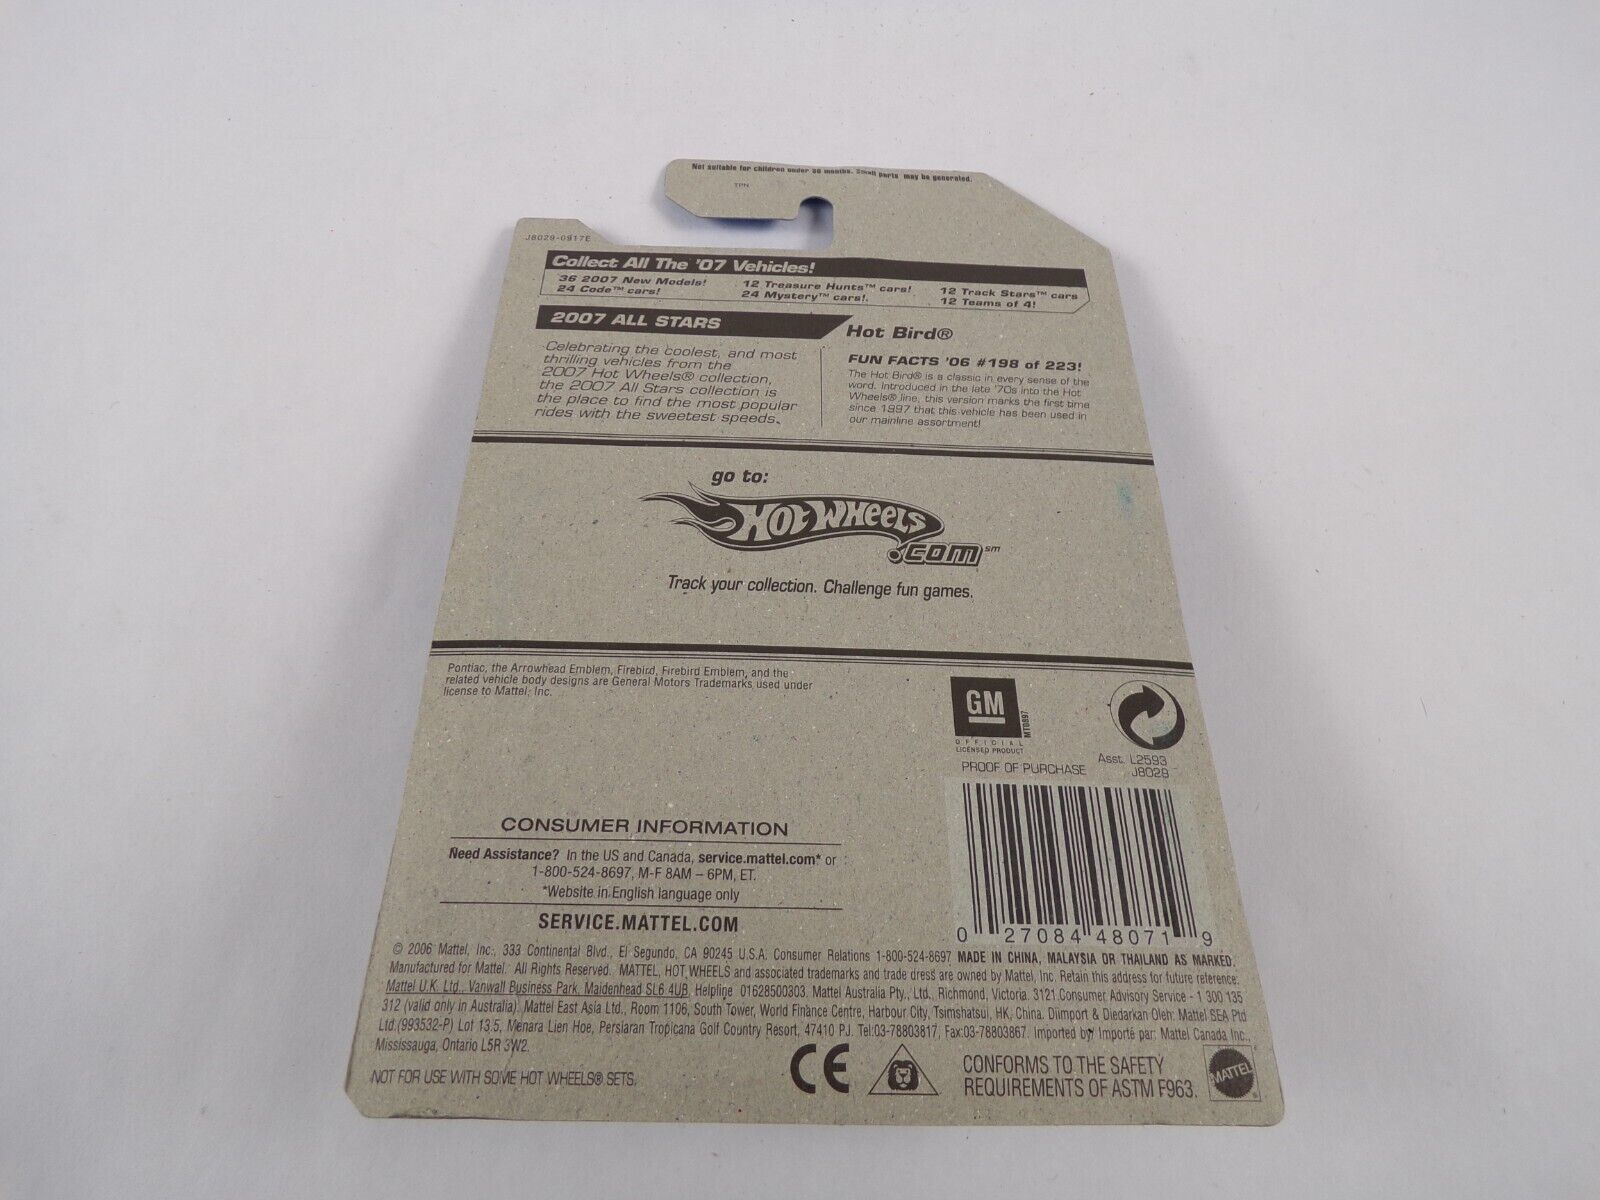 Not suitable for children under 36 months. Small parts may be generated.
TPN
J8029-0917E
Collect All The '07 Vehicles!
36 2007 New Models!
24 Code™ cars!
12 Treasure Hunts™ cars!
24 Mystery™ cars!.
12 Track Stars™ cars
12 Teams of 4!
2007 ALL STARS
Celebrating the coolest, and most
thrilling vehicles from the
2007 Hot Wheels® collection,
the 2007 All Stars collection is
the place to find the most popular
rides with the sweetest speeds.
Hot Bird®
FUN FACTS '06 #198 of 223!
The Hot Bird® is a classic in every sense of the
word. Introduced in the late '70s into the Hot
Wheels® line, this version marks the first time
since 1997 that this vehicle has been used in
our mainline assortment!
go to:
HOT WHEELS
.com℠
Track your collection. Challenge fun games.
Pontiac, the Arrowhead Emblem, Firebird, Firebird Emblem, and the
related vehicle body designs are General Motors Trademarks used under
license to Mattel, Inc.
GM
MT0897
OFFICIAL
LICENSED PRODUCT
PROOF OF PURCHASE
Asst. L2593
J8029
0 27084 48071 9
CONSUMER INFORMATION
Need Assistance? In the US and Canada, service.mattel.com* or
1-800-524-8697, M-F 8AM – 6PM, ET.
*Website in English language only
SERVICE.MATTEL.COM
© 2006 Mattel, Inc., 333 Continental Blvd., El Segundo, CA 90245 U.S.A. Consumer Relations 1-800-524-8697 MADE IN CHINA, MALAYSIA OR THAILAND AS MARKED.
Manufactured for Mattel. All Rights Reserved. MATTEL, HOT WHEELS and associated trademarks and trade dress are owned by Mattel, Inc. Retain this address for future reference:
Mattel U.K. Ltd., Vanwall Business Park, Maidenhead SL6 4UB, Helpline 01628500303. Mattel Australia Pty., Ltd., Richmond, Victoria. 3121.Consumer Advisory Service - 1 300 135
312 (valid only in Australia). Mattel East Asia Ltd., Room 1106, South Tower, World Finance Centre, Harbour City, Tsimshatsui, HK, China. Diimport & Diedarkan Oleh: Mattel SEA Ptd
Ltd.(993532-P) Lot 13.5, Menara Lien Hoe, Persiaran Tropicana Golf Country Resort, 47410 PJ. Tel:03-78803817, Fax:03-78803867. Imported by/ Importé par: Mattel Canada Inc.,
Mississauga, Ontario L5R 3W2.
NOT FOR USE WITH SOME HOT WHEELS® SETS.
CE
CONFORMS TO THE SAFETY
REQUIREMENTS OF ASTM F963.
MATTEL